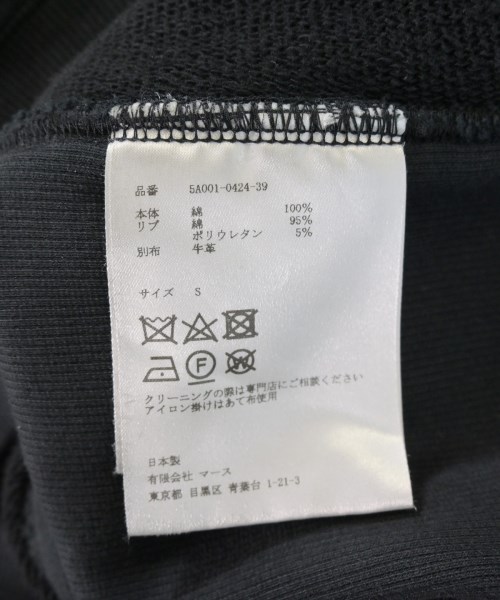 品番 5A001-0424-39
本体 綿 100%
リブ 綿 95%
ポリウレタン 5%
別布 牛革
サイズ S
F W
クリーニングの際は専門店にご相談ください
アイロン掛けはあて布使用
日本製
有限会社 マース
東京都 目黒区 青葉台 1-21-3